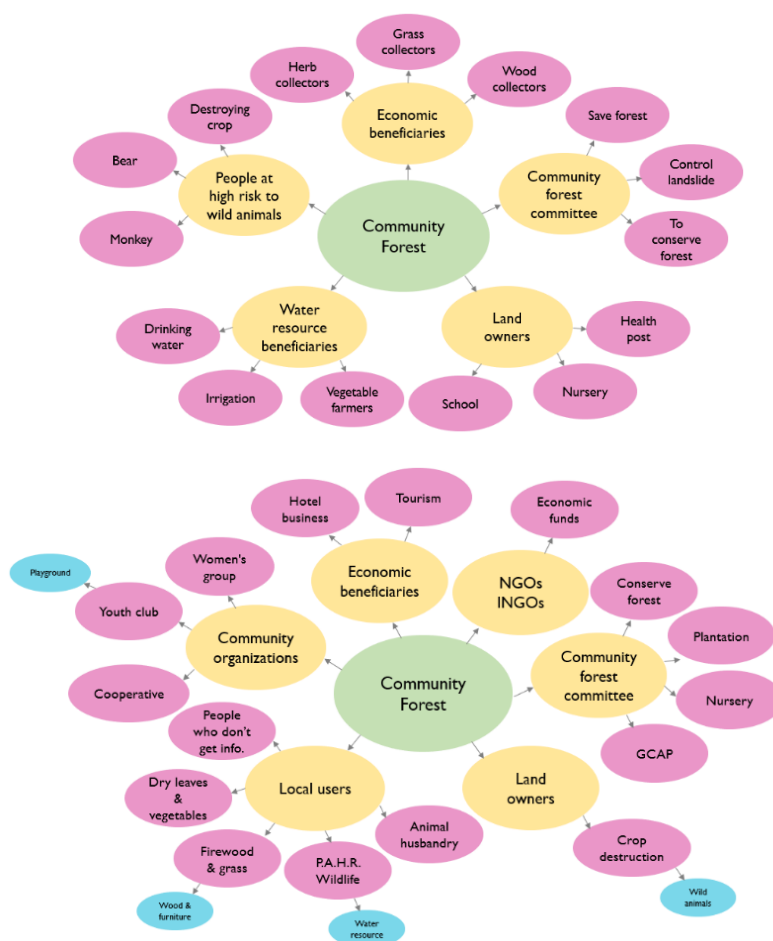 Grass
collectors
Herb
collectors
Wood
collectors
Economic
beneficiaries
Destroying
crop
Save forest
Bear
People at
high risk to
wild animals
Community
forest
committee
Control
landslide
Monkey
Community
Forest
To
conserve
forest
Water
resource
beneficiaries
Land
owners
Drinking
water
Health
post
Irrigation
Vegetable
farmers
School
Nursery
Hotel
business
Tourism
Economic
funds
Playground
Women's
group
Economic
beneficiaries
NGOs
INGOs
Conserve
forest
Youth club
Community
organizations
Plantation
Community
forest
committee
Cooperative
Community
Forest
Nursery
People
who don't
get info.
GCAP
Dry leaves
&
vegetables
Local users
Land
owners
Animal
husbandry
Firewood
& grass
P.A.H.R.
Wildlife
Crop
destruction
Wood &
furniture
Water
resource
Wild
animals